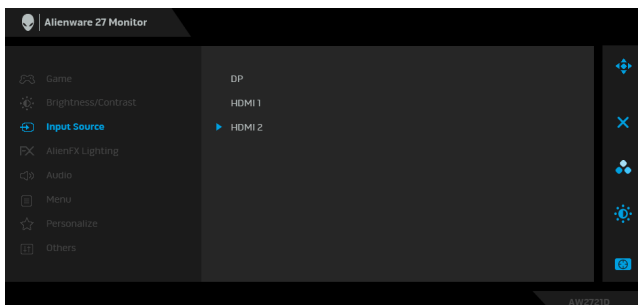 Alienware 27 Monitor
Game
Brightness/Contrast
Input Source
AlienFX Lighting
Audio
Menu
Personalize
Others
DP
HDMI 1
HDMI 2
AW2721D